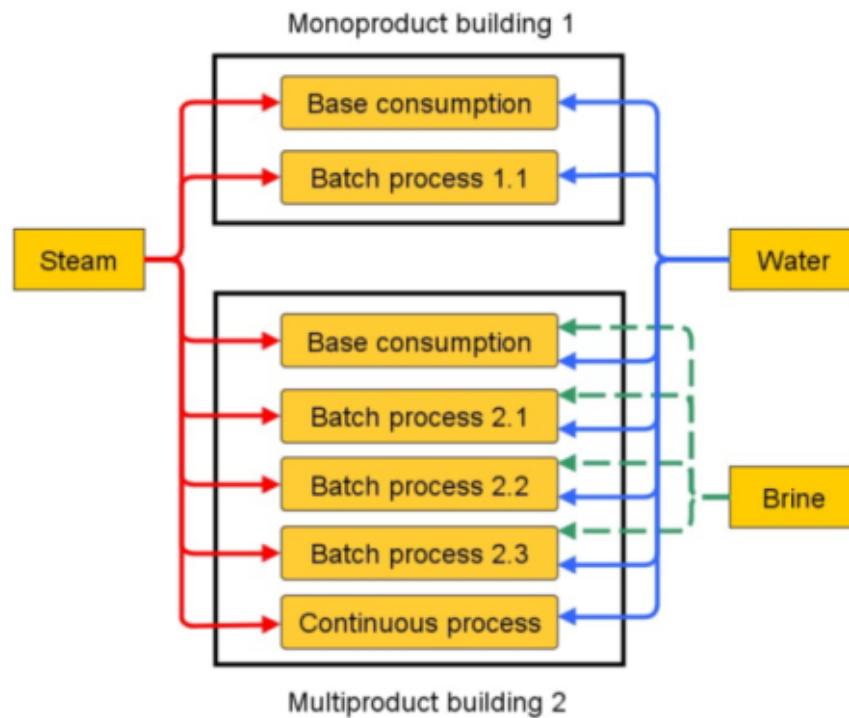 Monoproduct building 1
Base consumption
Batch process 1.1
Steam
Water
Base consumption
Batch process 2.1
Batch process 2.2
Brine
Batch process 2.3
Continuous process
Multiproduct building 2